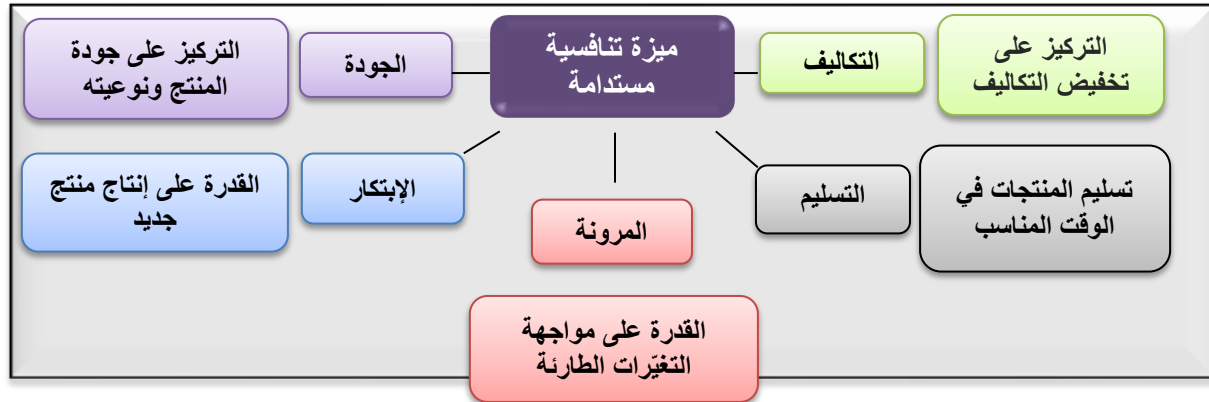 ميزة تنافسية
مستدامة
التكاليف
التركيز على
تخفيض التكاليف
الجودة
التركيز على جودة
المنتج ونوعيته
التسليم
تسليم المنتجات في
الوقت المناسب
المرونة
القدرة على مواجهة
التغيّرات الطارئة
الإبتكار
القدرة على إنتاج منتج
جديد